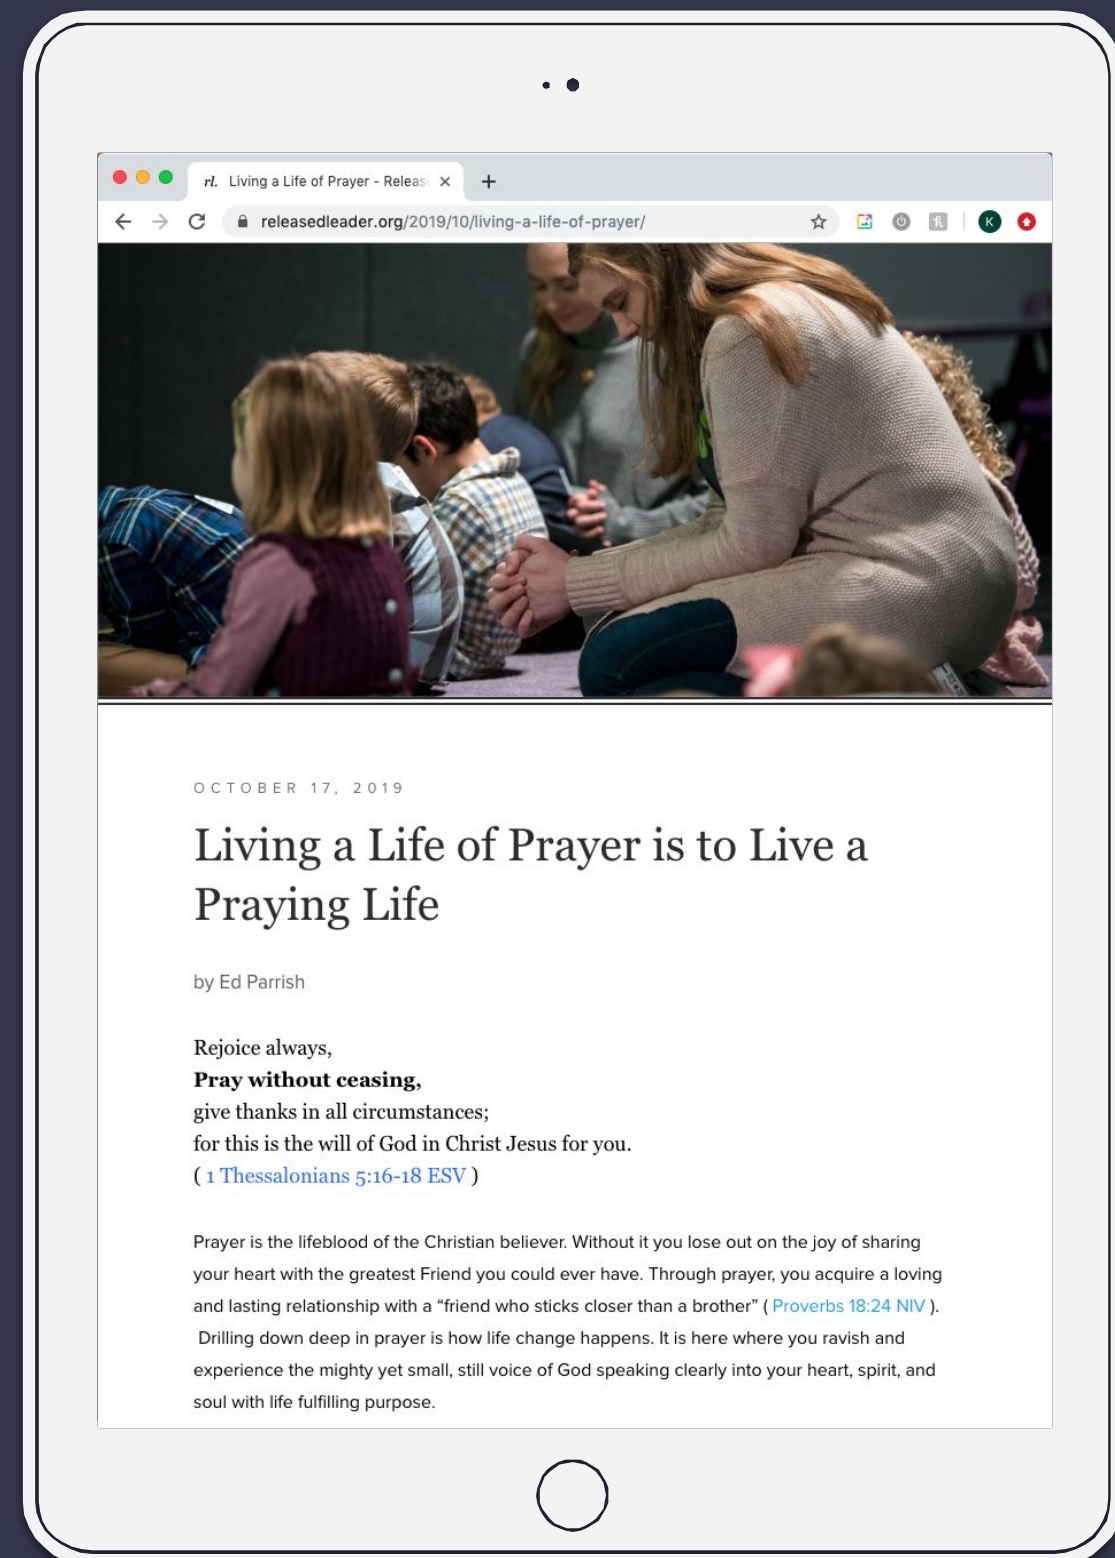 rl. Living a Life of Prayer - Releas
releasedleader.org/2019/10/living-a-life-of-prayer/
K
OCTOBER 17, 2019
Living a Life of Prayer is to Live a
Praying Life
by Ed Parrish
Rejoice always,
Pray without ceasing,
give thanks in all circumstances;
for this is the will of God in Christ Jesus for you.
( 1 Thessalonians 5:16-18 ESV )
Prayer is the lifeblood of the Christian believer. Without it you lose out on the joy of sharing
your heart with the greatest Friend you could ever have. Through prayer, you acquire a loving
and lasting relationship with a “friend who sticks closer than a brother” ( Proverbs 18:24 NIV ).
Drilling down deep in prayer is how life change happens. It is here where you ravish and
experience the mighty yet small, still voice of God speaking clearly into your heart, spirit, and
soul with life fulfilling purpose.